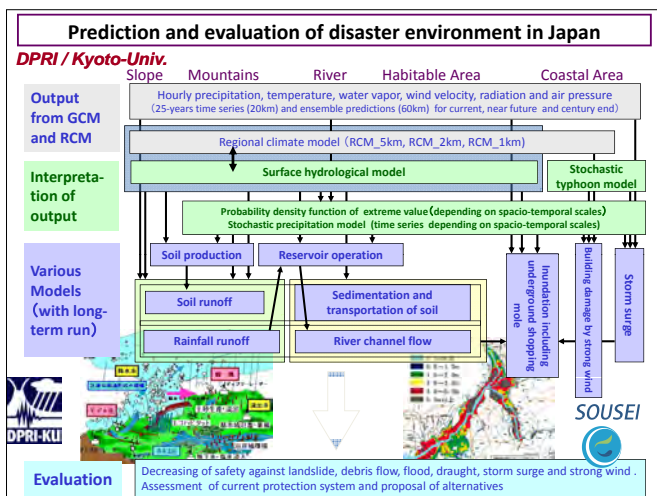 Prediction and evaluation of disaster environment in Japan
DPRI / Kyoto-Univ.
Slope Mountains River Habitable Area Coastal Area
Output
from GCM
and RCM
Hourly precipitation, temperature, water vapor, wind velocity, radiation and air pressure
(25-years time series (20km) and ensemble predictions (60km) for current, near future and century end)
Regional climate model (RCM_5km, RCM_2km, RCM_1km)
Interpreta-
tion of
output
Surface hydrological model
Stochastic
typhoon model
Probability density function of extreme value(depending on spacio-temporal scales)
Stochastic precipitation model (time series depending on spacio-temporal scales)
Various
Models
(with long-
term run)
Soil production
Reservoir operation
Soil runoff
Sedimentation and
transportation of soil
Rainfall runoff
River channel flow
Inundation including
underground shopping
mole
Building damage by strong wind
Storm surge
DPRI-KU
SOUSEI
Evaluation
Decreasing of safety against landslide, debris flow, flood, draught, storm surge and strong wind .
Assessment of current protection system and proposal of alternatives